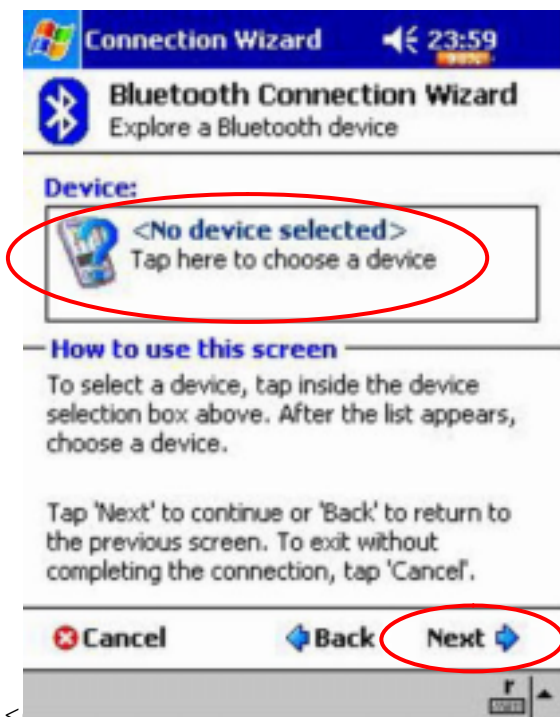 Connection Wizard 23:59
Bluetooth Connection Wizard
Explore a Bluetooth device
Device:
<No device selected>
Tap here to choose a device
How to use this screen
To select a device, tap inside the device
selection box above. After the list appears,
choose a device.
Tap 'Next' to continue or 'Back' to return to
the previous screen. To exit without
completing the connection, tap 'Cancel'.
Cancel Back Next
r
<